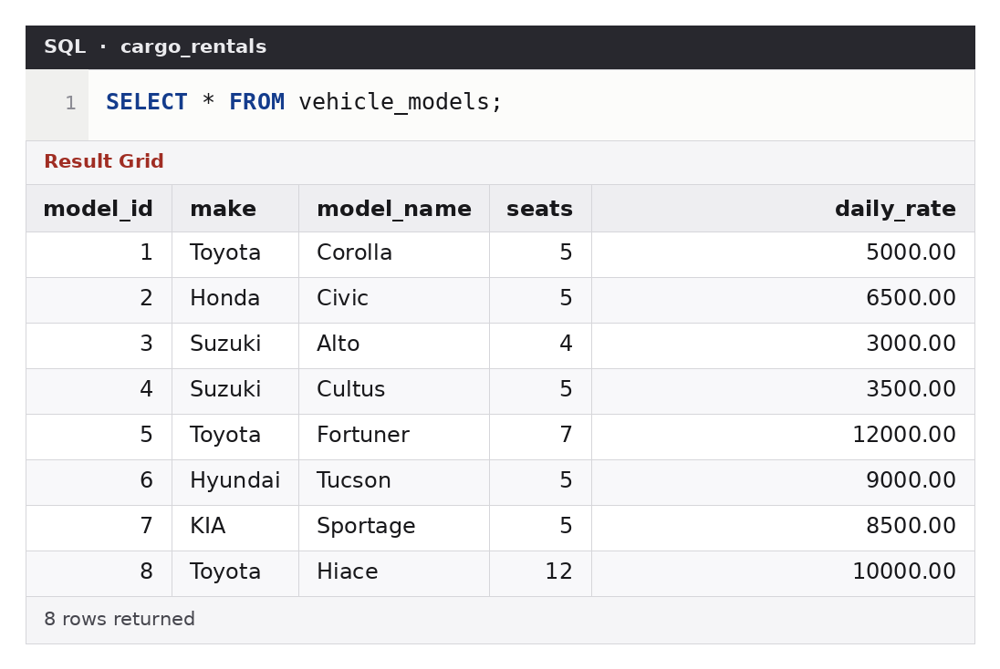 SQL · cargo_rentals
1 SELECT * FROM vehicle_models;
Result Grid
model_id make model_name seats daily_rate
1 Toyota Corolla 5 5000.00
2 Honda Civic 5 6500.00
3 Suzuki Alto 4 3000.00
4 Suzuki Cultus 5 3500.00
5 Toyota Fortuner 7 12000.00
6 Hyundai Tucson 5 9000.00
7 KIA Sportage 5 8500.00
8 Toyota Hiace 12 10000.00
8 rows returned